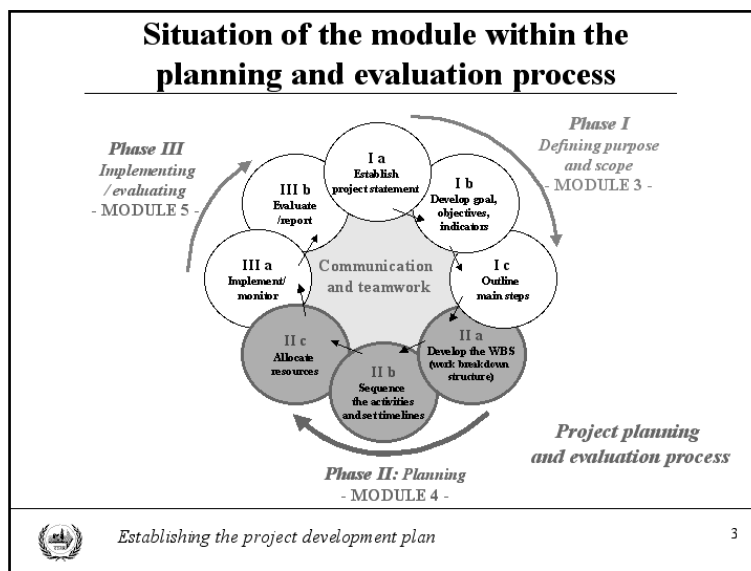 Situation of the module within the
planning and evaluation process
Phase I
Defining purpose
and scope
- MODULE 3 -
Phase III
Implementing
/evaluating
- MODULE 5 -
I a
Establish
project statement
I b
Develop goal,
objectives,
indicators
I c
Outline
main steps
II a
Develop the WBS
(work breakdown
structure)
II b
Sequence
the activities
and set timelines
II c
Allocate
resources
III a
Implement/
monitor
III b
Evaluate
/report
Communication
and teamwork
Phase II: Planning
- MODULE 4 -
Project planning
and evaluation process
Establishing the project development plan
3